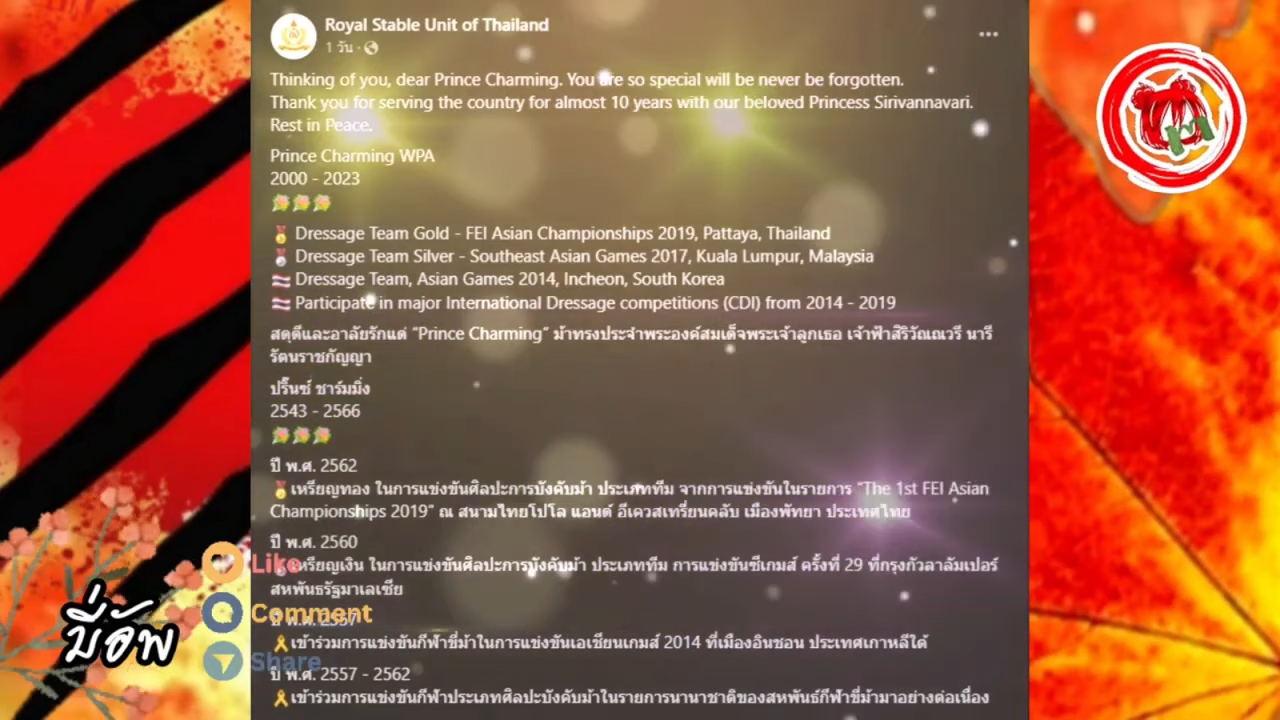 Royal Stable Unit of Thailand
1 วัน ·
Thinking of you, dear Prince Charming. You are so special will be never be forgotten.
Thank you for serving the country for almost 10 years with our beloved Princess Sirivannavari.
Rest in Peace.
Prince Charming WPA
2000 - 2023
Dressage Team Gold - FEI Asian Championships 2019, Pattaya, Thailand
Dressage Team Silver - Southeast Asian Games 2017, Kuala Lumpur, Malaysia
Dressage Team, Asian Games 2014, Incheon, South Korea
Participate in major International Dressage competitions (CDI) from 2014 - 2019
สดุดีและอาลัยรักแด่ “Prince Charming” ม้าทรงประจำพระองค์สมเด็จพระเจ้าลูกเธอ เจ้าฟ้าสิริวัณณวรี นารี
รัตนราชกัญญา
ปริ๊นซ์ ชาร์มมิ่ง
2543 - 2566
ปี พ.ศ. 2562
เหรียญทอง ในการแข่งขันศิลปะการบังคับม้า ประเภททีม จากการแข่งขันในรายการ “The 1st FEI Asian
Championships 2019” ณ สนามไทยโปโล แอนด์ อีเควสเทรี่ยนคลับ เมืองพัทยา ประเทศไทย
ปี พ.ศ. 2560
เหรียญเงิน ในการแข่งขันศิลปะการบังคับม้า ประเภททีม การแข่งขันซีเกมส์ ครั้งที่ 29 ที่กรุงกัวลาลัมเปอร์
สหพันธรัฐมาเลเซีย
ปี พ.ศ. 2557
เข้าร่วมการแข่งขันกีฬาขี่ม้าในการแข่งขันเอเชียนเกมส์ 2014 ที่เมืองอินชอน ประเทศเกาหลีใต้
ปี พ.ศ. 2557 - 2562
เข้าร่วมการแข่งขันกีฬาประเภทศิลปะบังคับม้าในรายการนานาชาติของสหพันธ์กีฬาขี่ม้ามาอย่างต่อเนื่อง
Like
Comment
Share
มี่อัพ